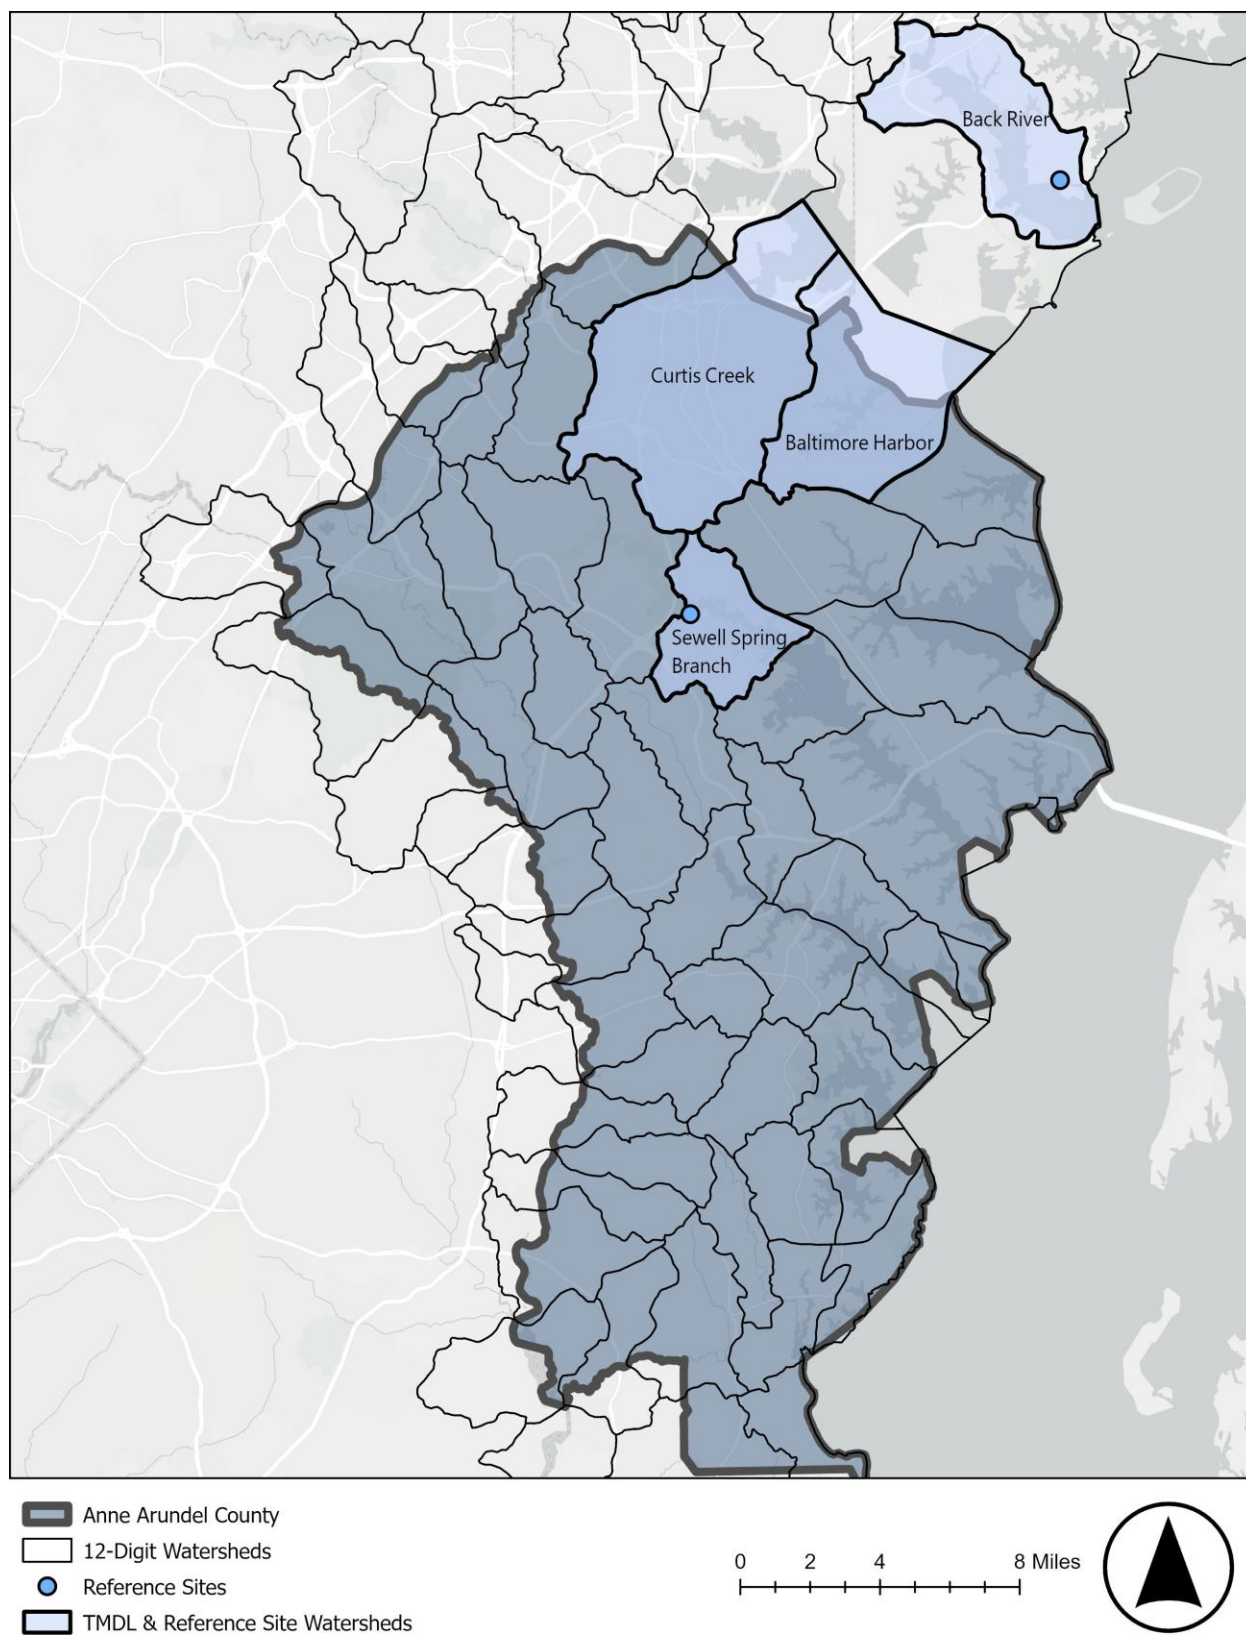 Back River
Curtis Creek
Baltimore Harbor
Sewell Spring
Branch
Anne Arundel County
12-Digit Watersheds
Reference Sites
TMDL & Reference Site Watersheds
0 2 4 8 Miles